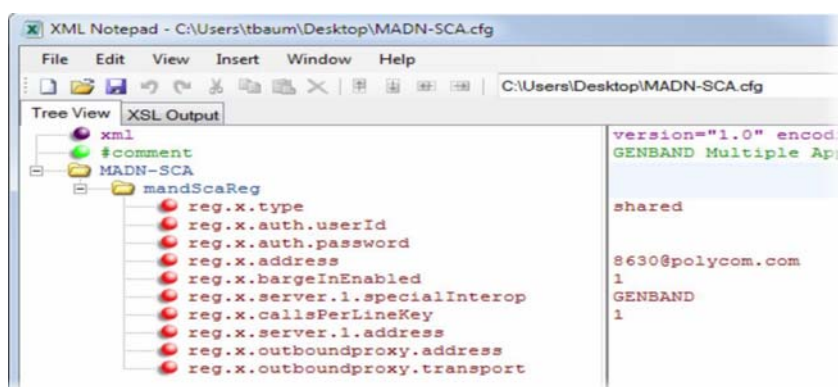 XML Notepad - C:\Users\tbaum\Desktop\MADN-SCA.cfg
File Edit View Insert Window Help
C:\Users\Desktop\MADN-SCA.cfg
Tree View XSL Output
xml version="1.0" encod
#comment GENBAND Multiple Ap
MADN-SCA
mandScaReg
reg.x.type shared
reg.x.auth.userId
reg.x.auth.password
reg.x.address 8630@polycom.com
reg.x.bargeInEnabled 1
reg.x.server.1.specialInterop GENBAND
reg.x.callsPerLineKey 1
reg.x.server.1.address
reg.x.outboundproxy.address
reg.x.outboundproxy.transport